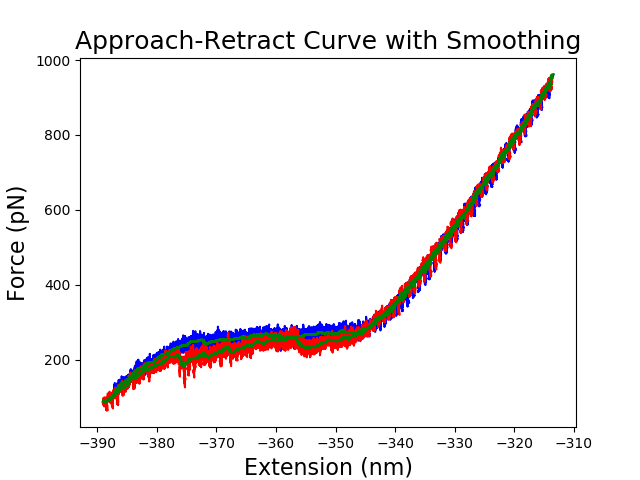 Approach-Retract Curve with Smoothing
1000
800
600
400
200
Force (pN)
−390 −380 −370 −360 −350 −340 −330 −320 −310
Extension (nm)